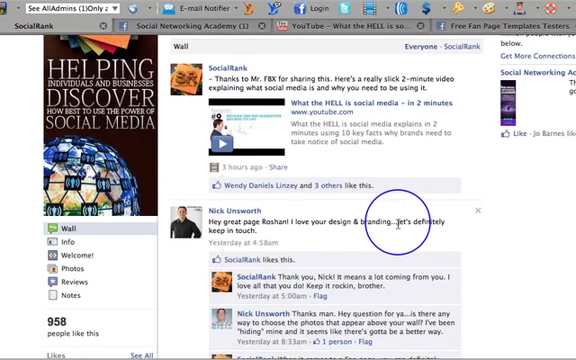 See AllAdmins (1) Analytics
E-mail Notifier
Login
SocialRank
Social Networking Academy (1)
YouTube - What the HELL is so...
Free Fan Page Templates Testers
HELPING
INDIVIDUALS AND BUSINESSES
DISCOVER
HOW BEST TO USE THE POWER OF
SOCIAL MEDIA
Wall
Info
Welcome!
Photos
Reviews
Notes
958
people like this
Likes
See All
Wall
Everyone · SocialRank
SocialRank
- Thanks to Mr. FBX for sharing this. Here's a really slick 2-minute video
explaining what social media is and why you need to be using it.
What the HELL is social media - in 2 minutes
www.youtube.com
What the HELL is social media explains in 2
minutes using 10 key facts why brands need to
take notice of social media.
3 hours ago · Share
Wendy Daniels Linzey and 3 others like this.
Nick Unsworth
Hey great page Roshan! I love your design & branding...let's definitely
keep in touch.
Yesterday at 4:58am
SocialRank likes this.
SocialRank Thank you, Nick! It means a lot coming from you. I
love all that you do! Keep it rockin, brother.
Yesterday at 5:00am · Flag
Nick Unsworth Thanks man. Hey question for ya...is there any
way to choose the photos that appear above your wall? I've been
"hiding" mine and it seems like there's gotta be a better way.
Yesterday at 8:33am · 1 person · Flag
below.
Get More Connections
Social Networking Acad
Like · Jo Barnes likes